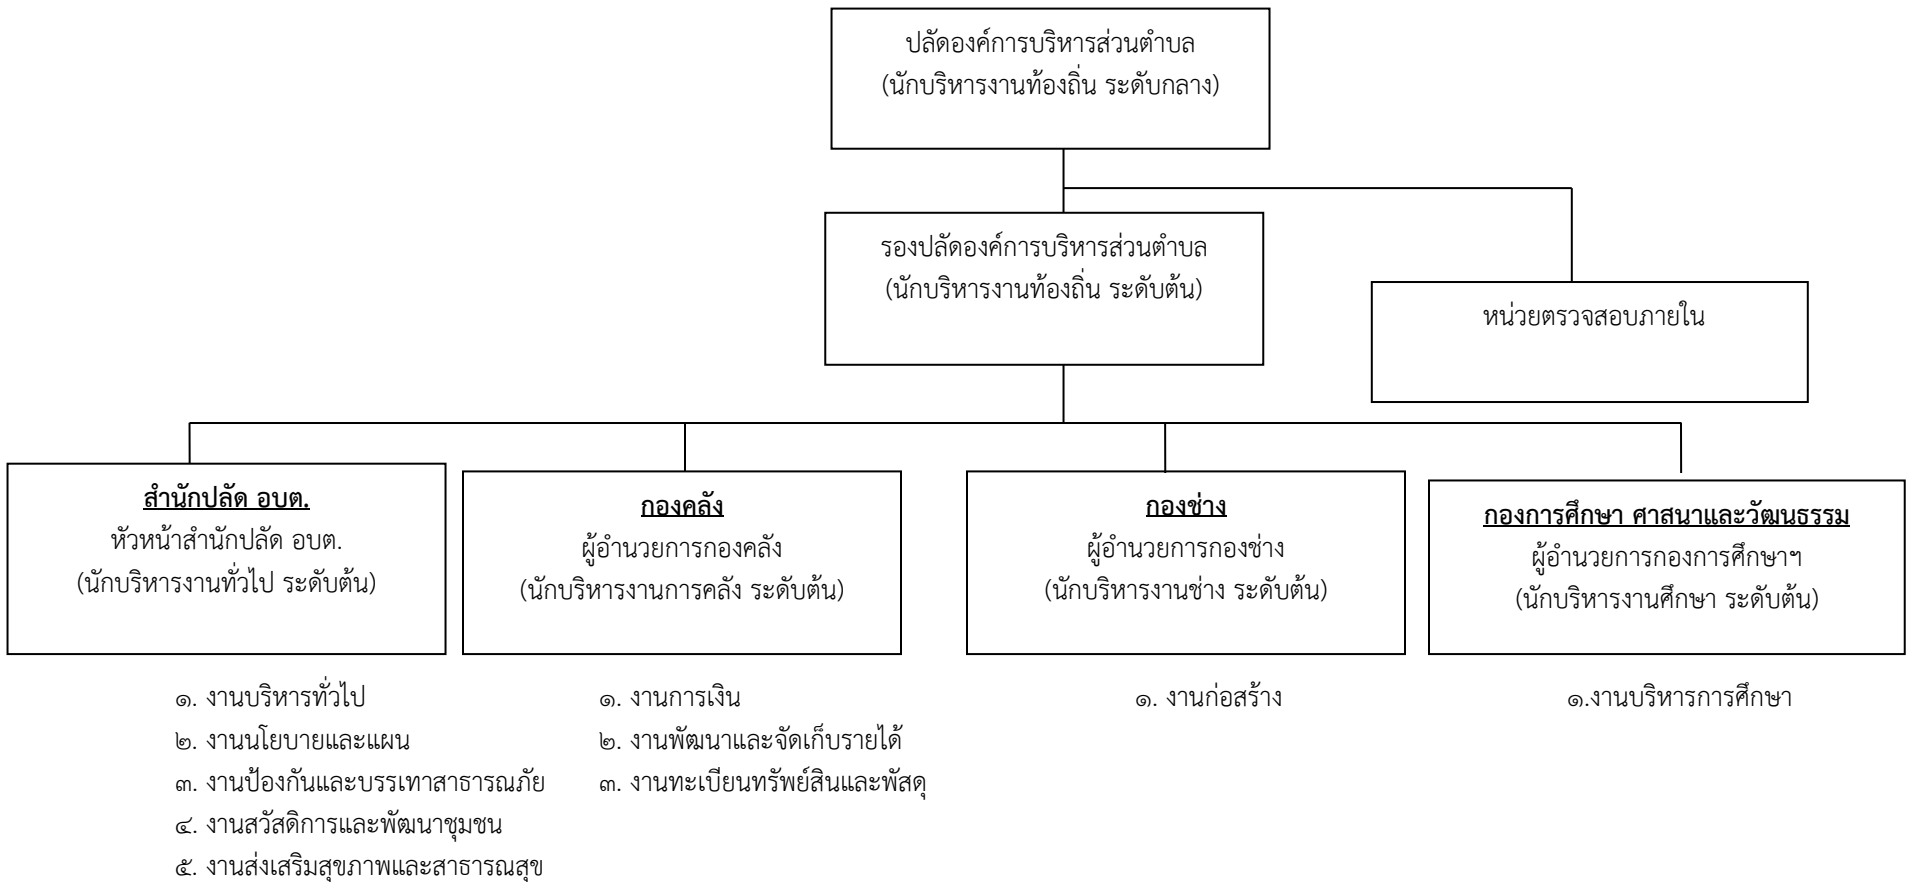 ปลัดองค์การบริหารส่วนตำบล
(นักบริหารงานท้องถิ่น ระดับกลาง)
รองปลัดองค์การบริหารส่วนตำบล
(นักบริหารงานท้องถิ่น ระดับต้น)
หน่วยตรวจสอบภายใน
สำนักปลัด อบต.
หัวหน้าสำนักปลัด อบต.
(นักบริหารงานทั่วไป ระดับต้น)
กองคลัง
ผู้อำนวยการกองคลัง
(นักบริหารงานการคลัง ระดับต้น)
กองช่าง
ผู้อำนวยการกองช่าง
(นักบริหารงานช่าง ระดับต้น)
กองการศึกษา ศาสนาและวัฒนธรรม
ผู้อำนวยการกองการศึกษาฯ
(นักบริหารงานศึกษา ระดับต้น)
๑. งานบริหารทั่วไป
๒. งานนโยบายและแผน
๓. งานป้องกันและบรรเทาสาธารณภัย
๔. งานสวัสดิการและพัฒนาชุมชน
๕. งานส่งเสริมสุขภาพและสาธารณสุข
๑. งานการเงิน
๒. งานพัฒนาและจัดเก็บรายได้
๓. งานทะเบียนทรัพย์สินและพัสดุ
๑. งานก่อสร้าง
๑.งานบริหารการศึกษา